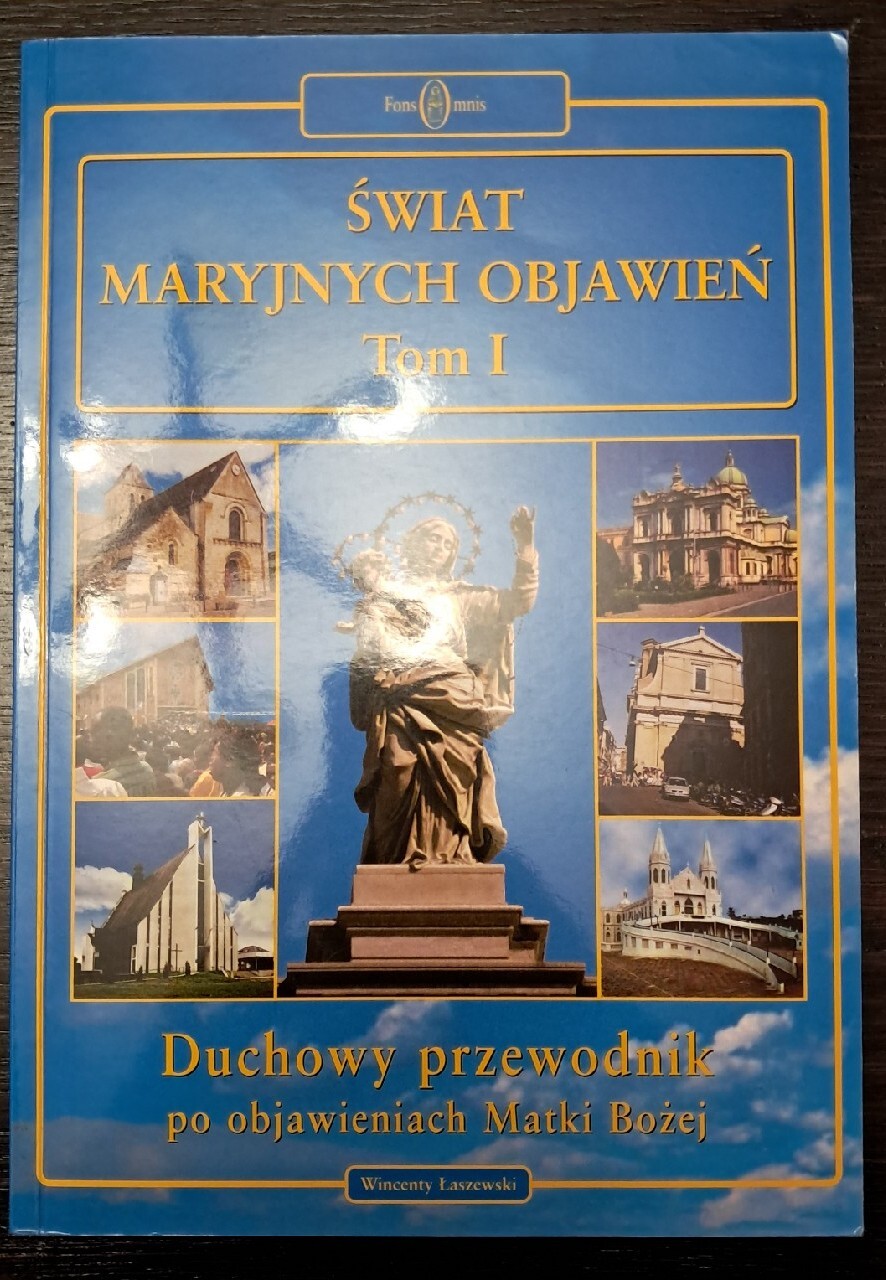 Fons Omnis
ŚWIAT
MARYJNYCH OBJAWIEŃ
Tom I
Duchowy przewodnik
po objawieniach Matki Bożej
Wincenty Łaszewski